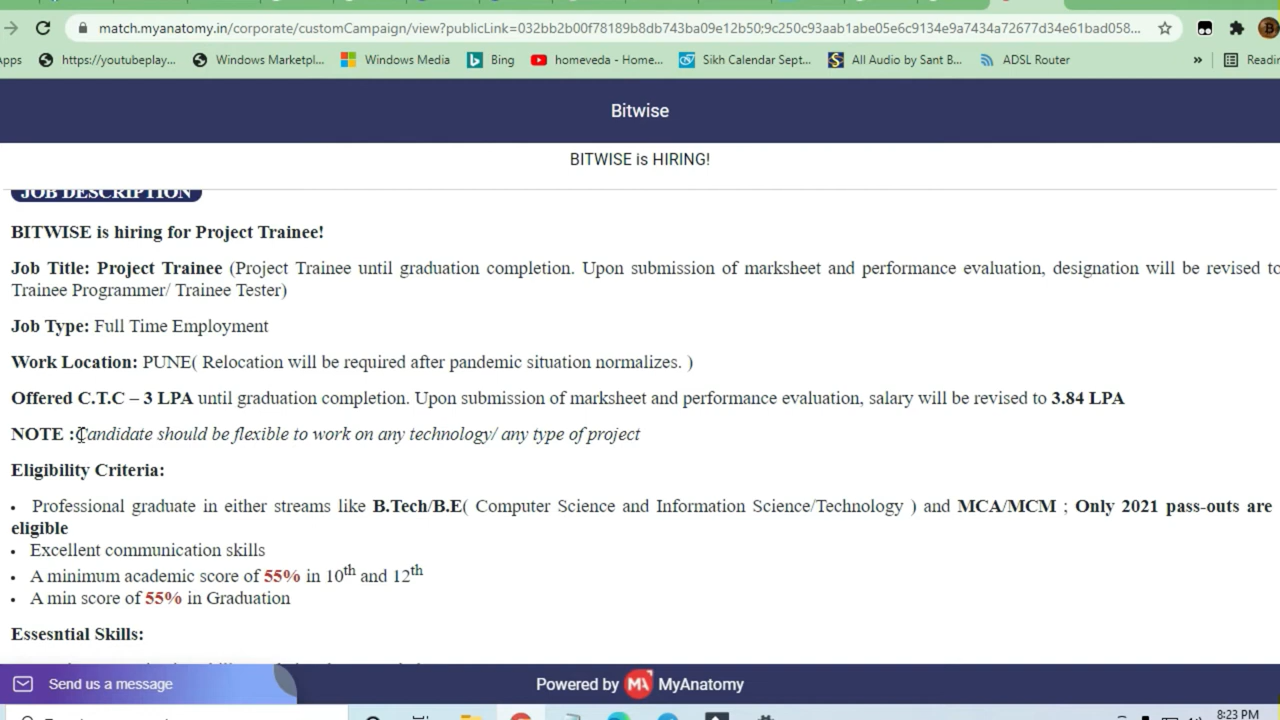 match.myanatomy.in/corporate/customCampaign/view?publicLink=032bb2b00f78189b8db743ba09e12b50;9c250c93aab1abe05e6c9134e9a7434a72677d34e61bad058...
Apps https://youtubeplay... Windows Marketpl... Windows Media Bing homeveda - Home... Sikh Calendar Sept... All Audio by Sant B... ADSL Router » Readin
Bitwise
BITWISE is HIRING!
JOB DESCRIPTION
BITWISE is hiring for Project Trainee!
Job Title: Project Trainee (Project Trainee until graduation completion. Upon submission of marksheet and performance evaluation, designation will be revised to
Trainee Programmer/ Trainee Tester)
Job Type: Full Time Employment
Work Location: PUNE( Relocation will be required after pandemic situation normalizes. )
Offered C.T.C – 3 LPA until graduation completion. Upon submission of marksheet and performance evaluation, salary will be revised to 3.84 LPA
NOTE :Candidate should be flexible to work on any technology/ any type of project
Eligibility Criteria:
• Professional graduate in either streams like B.Tech/B.E( Computer Science and Information Science/Technology ) and MCA/MCM ; Only 2021 pass-outs are
eligible
• Excellent communication skills
• A minimum academic score of 55% in 10th and 12th
• A min score of 55% in Graduation
Essesntial Skills:
Send us a message
Powered by MA MyAnatomy
8:23 PM